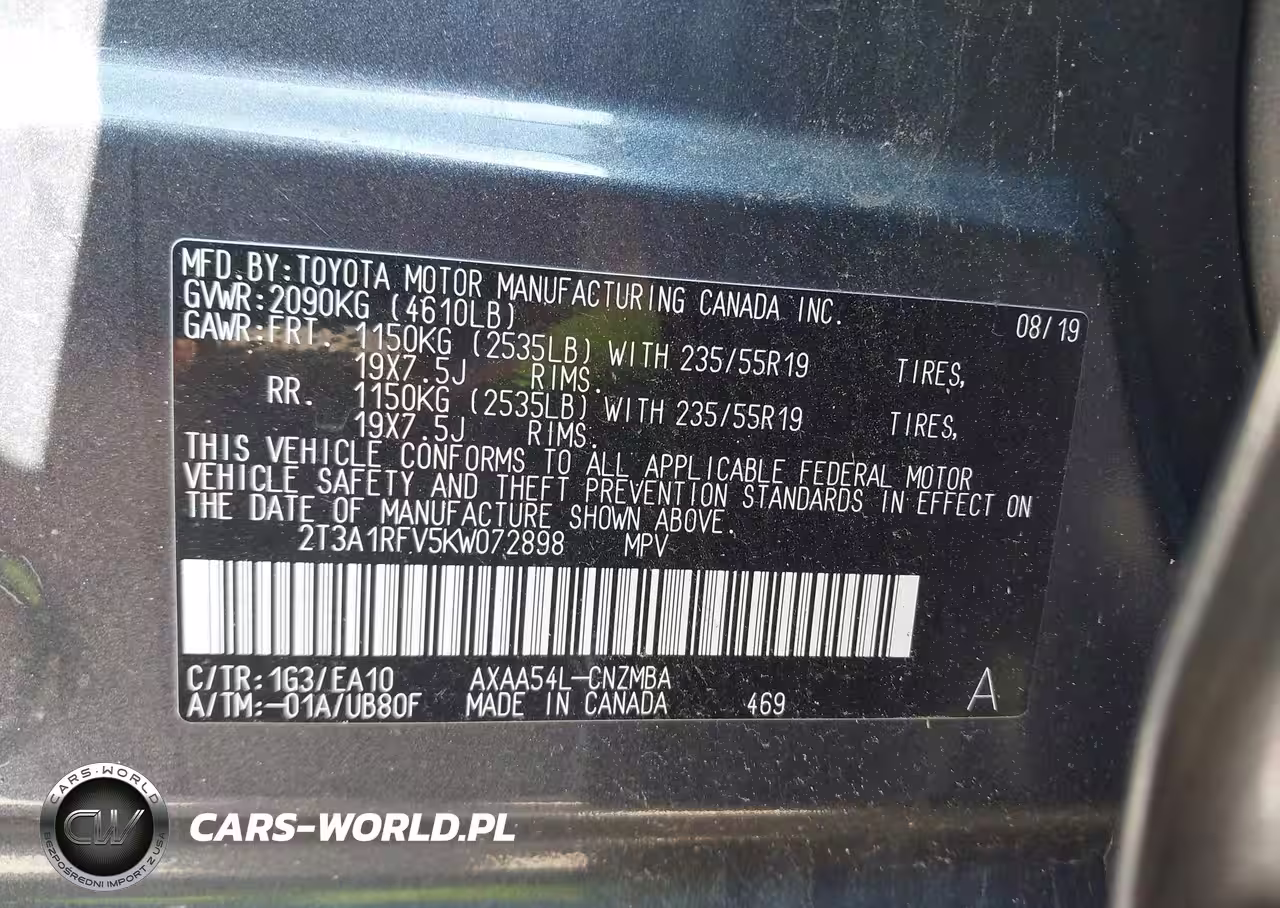 MFD.BY:TOYOTA MOTOR MANUFACTURING CANADA INC.
GVWR:2090KG (4610LB) 08/19
GAWR:FRT. 1150KG (2535LB) WITH 235/55R19 TIRES,
19X7.5J RIMS.
RR. 1150KG (2535LB) WITH 235/55R19 TIRES,
19X7.5J RIMS.
THIS VEHICLE CONFORMS TO ALL APPLICABLE FEDERAL MOTOR
VEHICLE SAFETY AND THEFT PREVENTION STANDARDS IN EFFECT ON
THE DATE OF MANUFACTURE SHOWN ABOVE.
2T3A1RFV5KW072898 MPV
C/TR:1G3/EA10 AXAA54L-CNZMBA
A/TM:-01A/UB80F MADE IN CANADA 469 A
CARS-WORLD
CW
BEZPOŚREDNI IMPORT Z USA
CARS-WORLD.PL